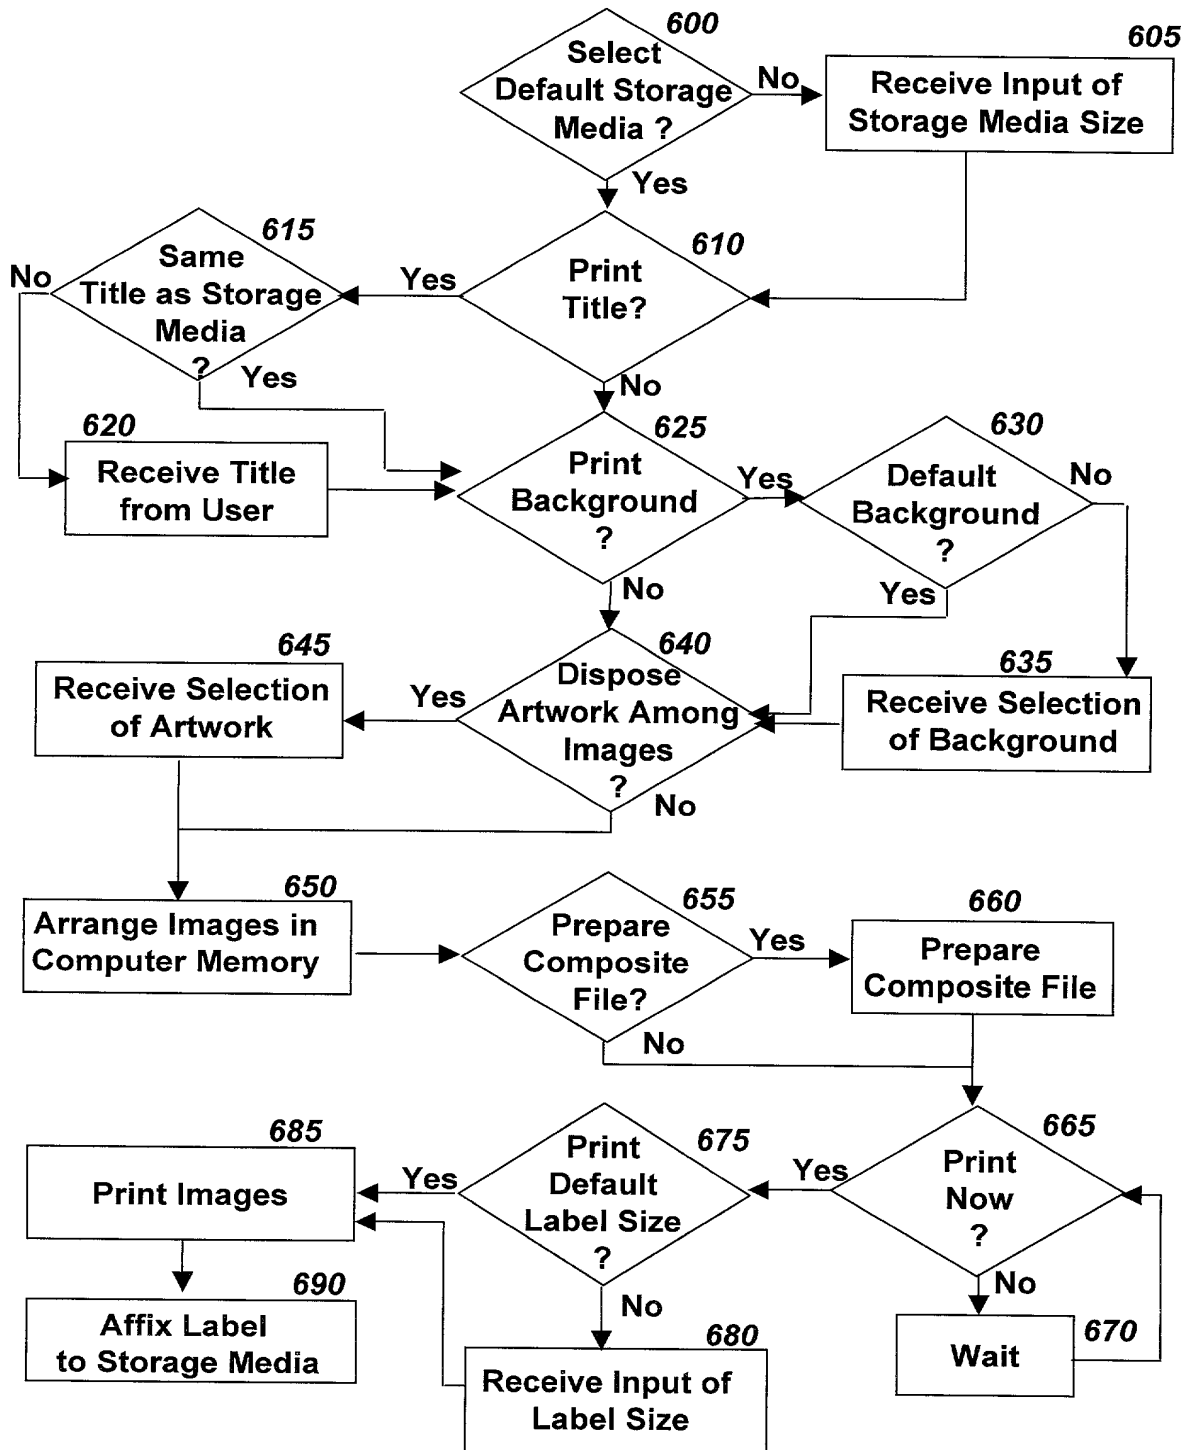 600
Select
Default Storage
Media ?
No
605
Receive Input of
Storage Media Size
Yes
615
Same
Title as Storage
Media
?
No
Yes
610
Print
Title?
Yes
No
620
Receive Title
from User
625
Print
Background
?
Yes
No
630
Default
Background
?
No
Yes
635
Receive Selection
of Background
640
Dispose
Artwork Among
Images
?
Yes
No
645
Receive Selection
of Artwork
650
Arrange Images in
Computer Memory
655
Prepare
Composite
File?
Yes
No
660
Prepare
Composite File
665
Print
Now
?
Yes
No
670
Wait
675
Print
Default
Label Size
?
Yes
No
680
Receive Input of
Label Size
685
Print Images
690
Affix Label
to Storage Media